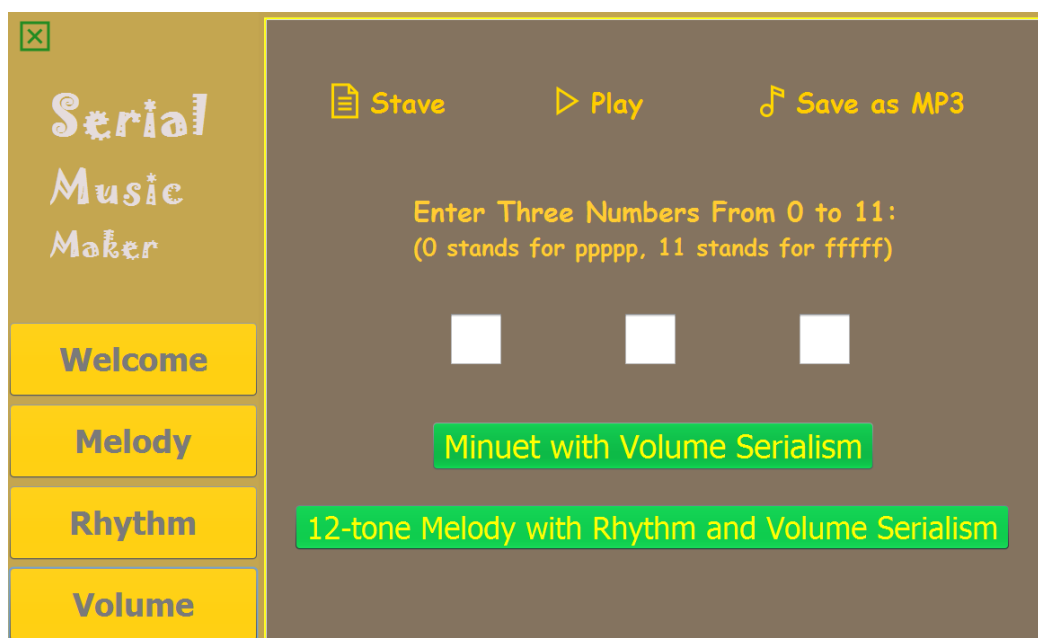 Serial
Music
Maker
Welcome
Melody
Rhythm
Volume
Stave
Play
Save as MP3
Enter Three Numbers From 0 to 11:
(0 stands for ppppp, 11 stands for fffff)
Minuet with Volume Serialism
12-tone Melody with Rhythm and Volume Serialism